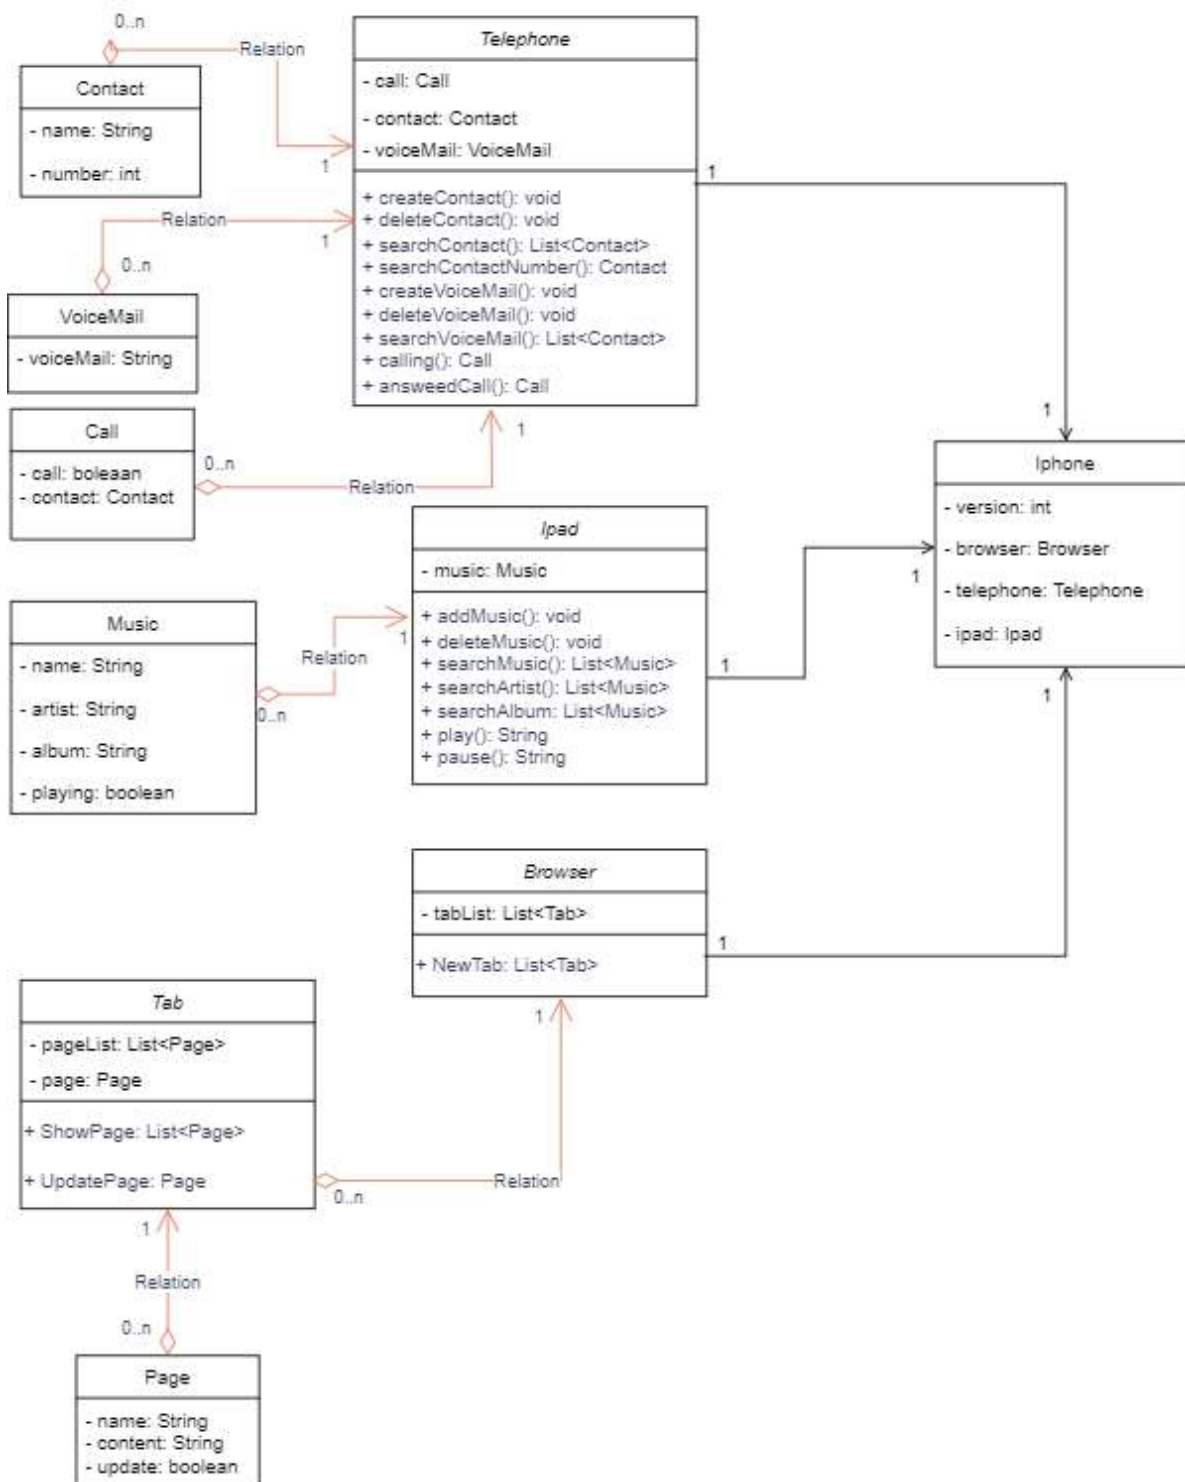 0..n
Relation
Contact
- name: String
- number: int
Telephone
- call: Call
- contact: Contact
- voiceMail: VoiceMail
+ createContact(): void
+ deleteContact(): void
+ searchContact(): List<Contact>
+ searchContactNumber(): Contact
+ createVoiceMail(): void
+ deleteVoiceMail(): void
+ searchVoiceMail(): List<Contact>
+ calling(): Call
+ answeedCall(): Call
1
1
Relation
1
0..n
VoiceMail
- voiceMail: String
Call
- call: boleaan
- contact: Contact
0..n
Relation
1
1
Iphone
- version: int
- browser: Browser
- telephone: Telephone
- ipad: Ipad
Ipad
- music: Music
+ addMusic(): void
+ deleteMusic(): void
+ searchMusic(): List<Music>
+ searchArtist(): List<Music>
+ searchAlbum: List<Music>
+ play(): String
+ pause(): String
1
1
Music
- name: String
- artist: String
- album: String
- playing: boolean
0..n
Relation
1
1
Browser
- tabList: List<Tab>
+ NewTab: List<Tab>
1
1
Tab
- pageList: List<Page>
- page: Page
+ ShowPage: List<Page>
+ UpdatePage: Page
0..n
Relation
1
Relation
0..n
Page
- name: String
- content: String
- update: boolean